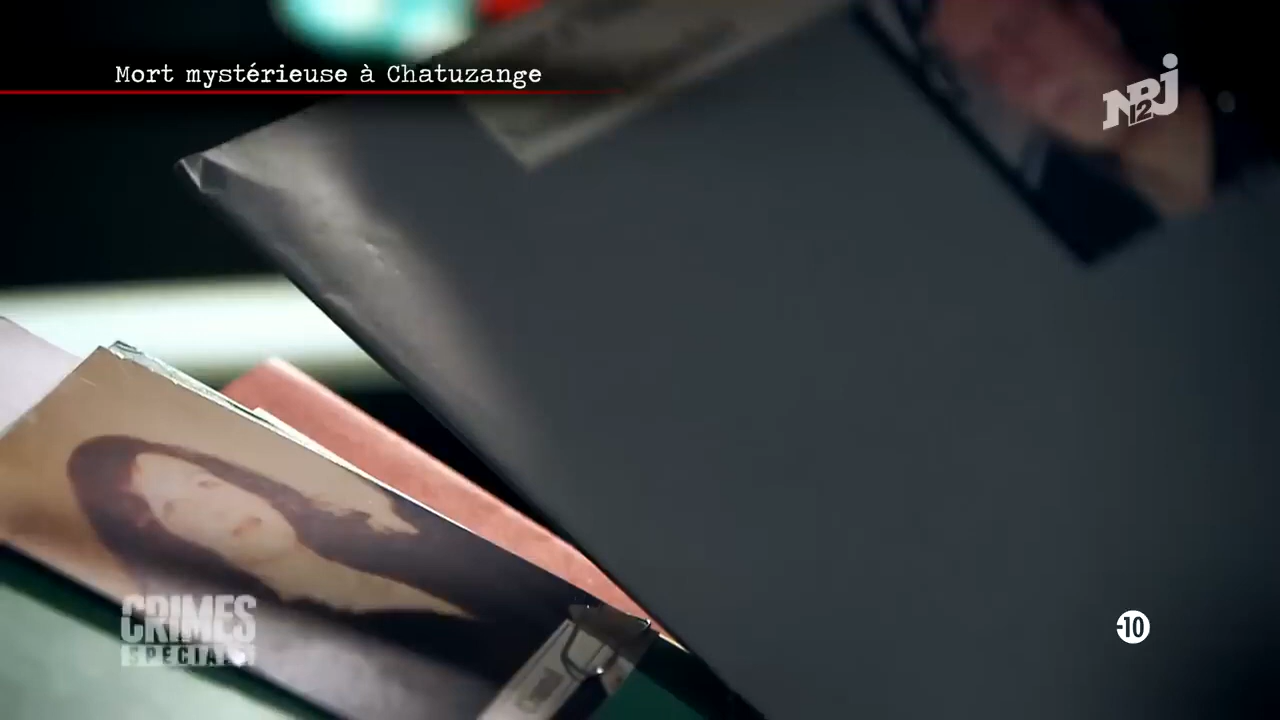 Mort mystérieuse à Chatuzange
NRJ
12
CRIMES
SPECIAL
-10